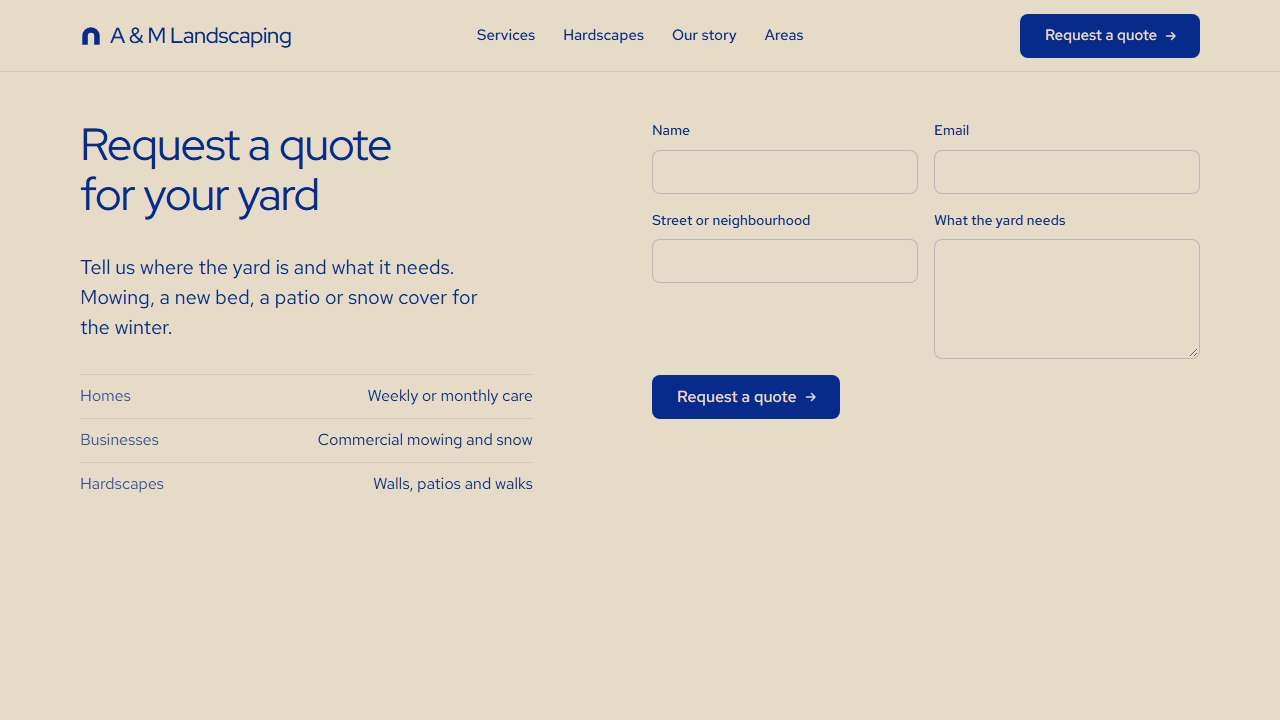 A & M Landscaping
Services
Hardscapes
Our story
Areas
Request a quote →
Request a quote
for your yard
Tell us where the yard is and what it needs.
Mowing, a new bed, a patio or snow cover for
the winter.
Homes
Weekly or monthly care
Businesses
Commercial mowing and snow
Hardscapes
Walls, patios and walks
Name
Email
Street or neighbourhood
What the yard needs
Request a quote →